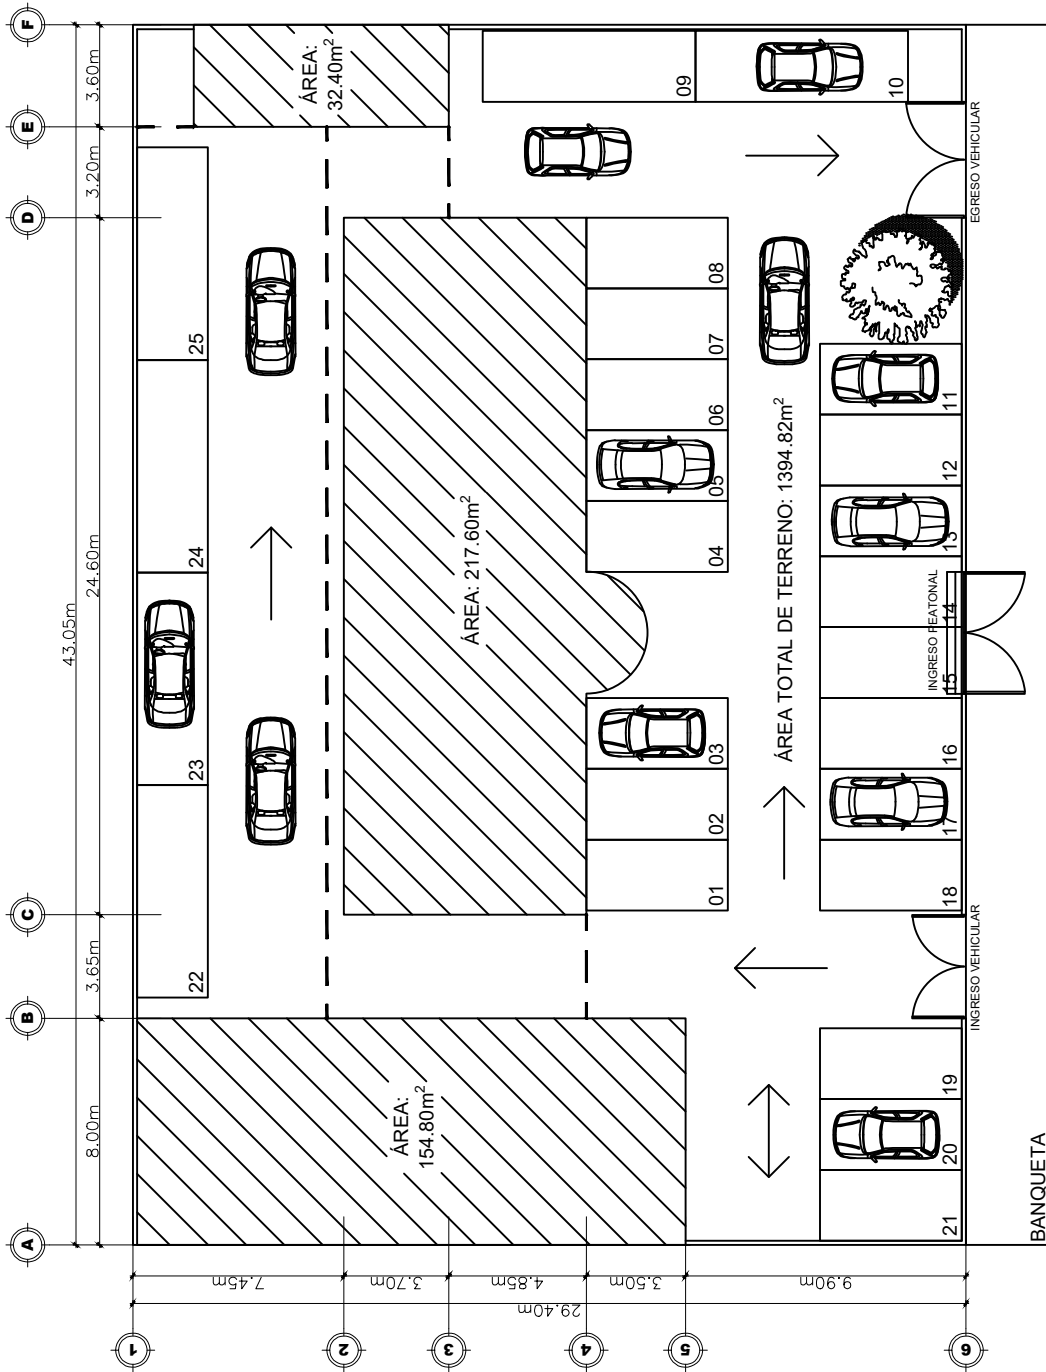 A
B
C
D
E
F
43.05m
8.00m
3.65m
24.60m
3.20m
3.60m
1
2
3
4
5
6
7.45m
3.70m
4.85m
3.50m
9.90m
29.40m
22
23
24
25
ÁREA:
154.80m²
ÁREA: 217.60m²
ÁREA:
32.40m²
01
02
03
04
05
06
07
08
09
10
ÁREA TOTAL DE TERRENO: 1394.82m²
21
20
19
18
17
16
15
14
13
12
11
INGRESO VEHICULAR
INGRESO PEATONAL
EGRESO VEHICULAR
BANQUETA